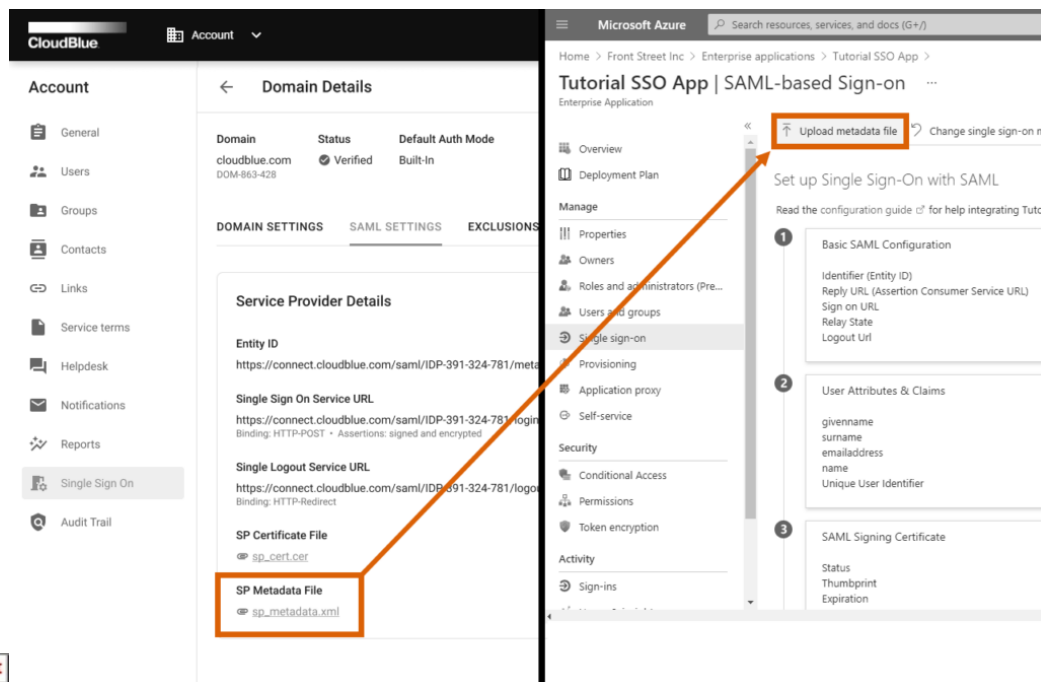 CloudBlue
Account
Account
General
Users
Groups
Contacts
Links
Service terms
Helpdesk
Notifications
Reports
Single Sign On
Audit Trail
Domain Details
Domain Status Default Auth Mode
cloudblue.com Verified Built-In
DOM-863-428
DOMAIN SETTINGS SAML SETTINGS EXCLUSIONS
Service Provider Details
Entity ID
https://connect.cloudblue.com/saml/IDP-391-324-781/meta
Single Sign On Service URL
https://connect.cloudblue.com/saml/IDP-391-324-781/login
Binding: HTTP-POST • Assertions: signed and encrypted
Single Logout Service URL
https://connect.cloudblue.com/saml/IDP-391-324-781/logo
Binding: HTTP-Redirect
SP Certificate File
sp_cert.cer
SP Metadata File
sp_metadata.xml
Microsoft Azure
Search resources, services, and docs (G+/)
Home > Front Street Inc > Enterprise applications > Tutorial SSO App >
Tutorial SSO App | SAML-based Sign-on ...
Enterprise Application
«
Overview
Deployment Plan
Manage
Properties
Owners
Roles and administrators (Pre...
Users and groups
Single sign-on
Provisioning
Application proxy
Self-service
Security
Conditional Access
Permissions
Token encryption
Activity
Sign-ins
Upload metadata file Change single sign-on m
Set up Single Sign-On with SAML
Read the configuration guide for help integrating Tuto
1
Basic SAML Configuration
Identifier (Entity ID)
Reply URL (Assertion Consumer Service URL)
Sign on URL
Relay State
Logout Url
2
User Attributes & Claims
givenname
surname
emailaddress
name
Unique User Identifier
3
SAML Signing Certificate
Status
Thumbprint
Expiration